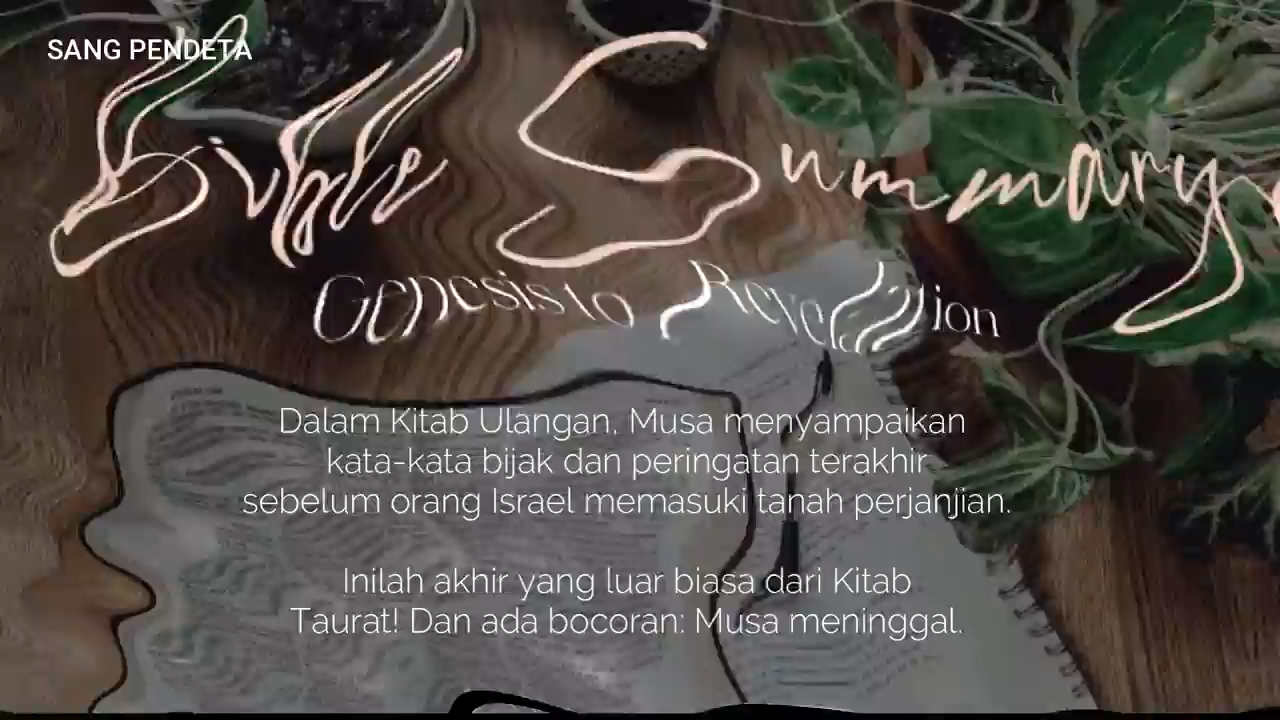 SANG PENDETA
Bible Summary
Genesis to Revelation
Dalam Kitab Ulangan, Musa menyampaikan
kata-kata bijak dan peringatan terakhir
sebelum orang Israel memasuki tanah perjanjian.
Inilah akhir yang luar biasa dari Kitab
Taurat! Dan ada bocoran: Musa meninggal.